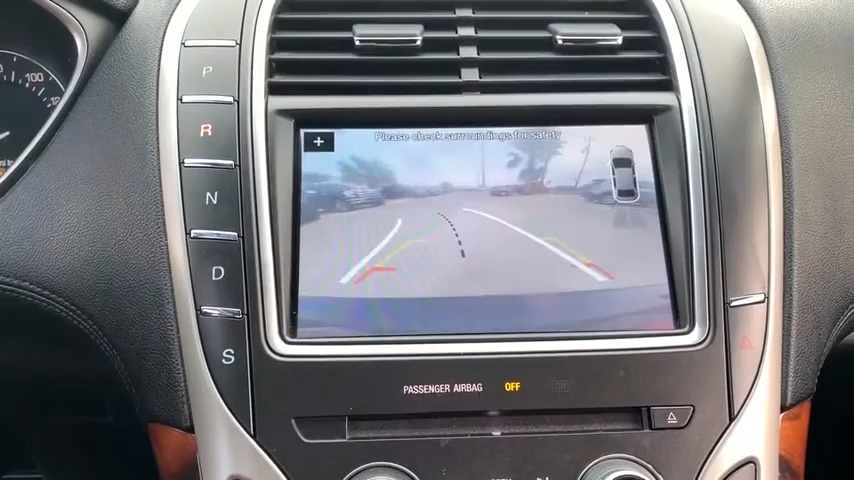 P
R
N
D
S
+
Please check surroundings for safety
PASSENGER AIRBAG OFF
100